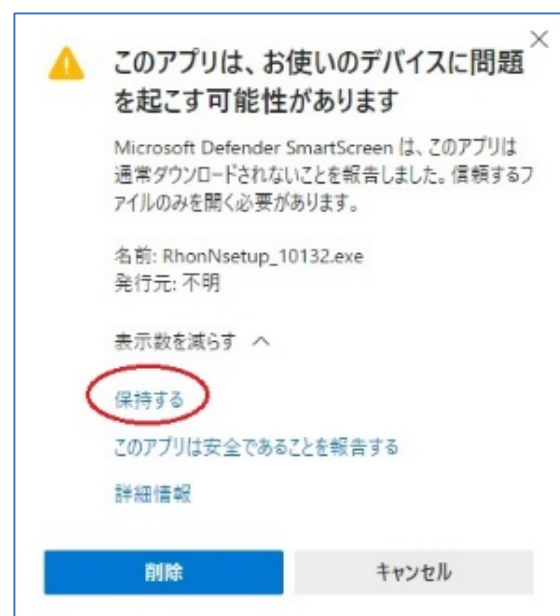 このアプリは、お使いのデバイスに問題
を起こす可能性があります
Microsoft Defender SmartScreen は、このアプリは
通常ダウンロードされないことを報告しました。信頼するフ
ァイルのみを開く必要があります。
名前: RhonNsetup_10132.exe
発行元: 不明
表示数を減らす
保持する
このアプリは安全であることを報告する
詳細情報
削除
キャンセル